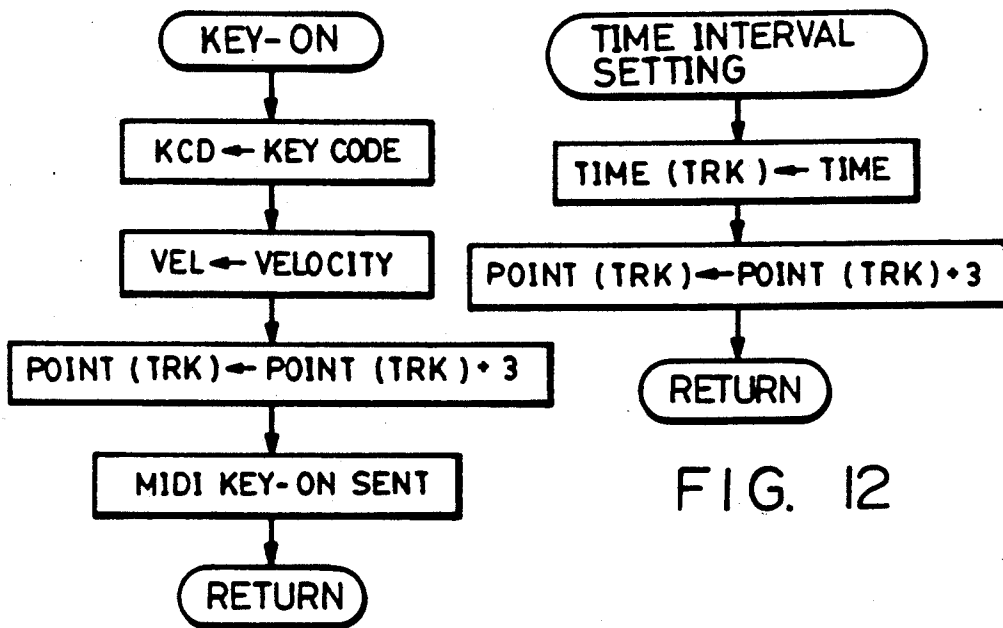 KEY-ON
KCD ← KEY CODE
VEL ← VELOCITY
POINT (TRK) ← POINT (TRK) + 3
MIDI KEY-ON SENT
RETURN
TIME INTERVAL
SETTING
TIME (TRK) ← TIME
POINT (TRK) ← POINT (TRK) + 3
RETURN
FIG. 12